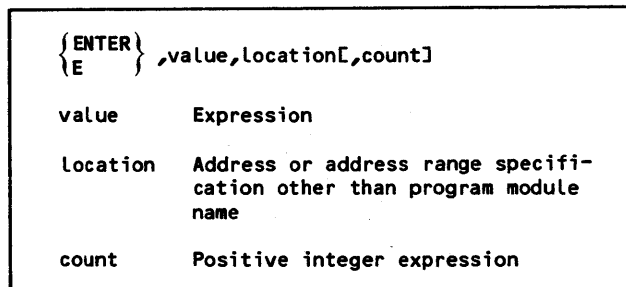 {ENTER}
{E} ,value,location[,count]
value Expression
location Address or address range specifi-
cation other than program module
name
count Positive integer expression